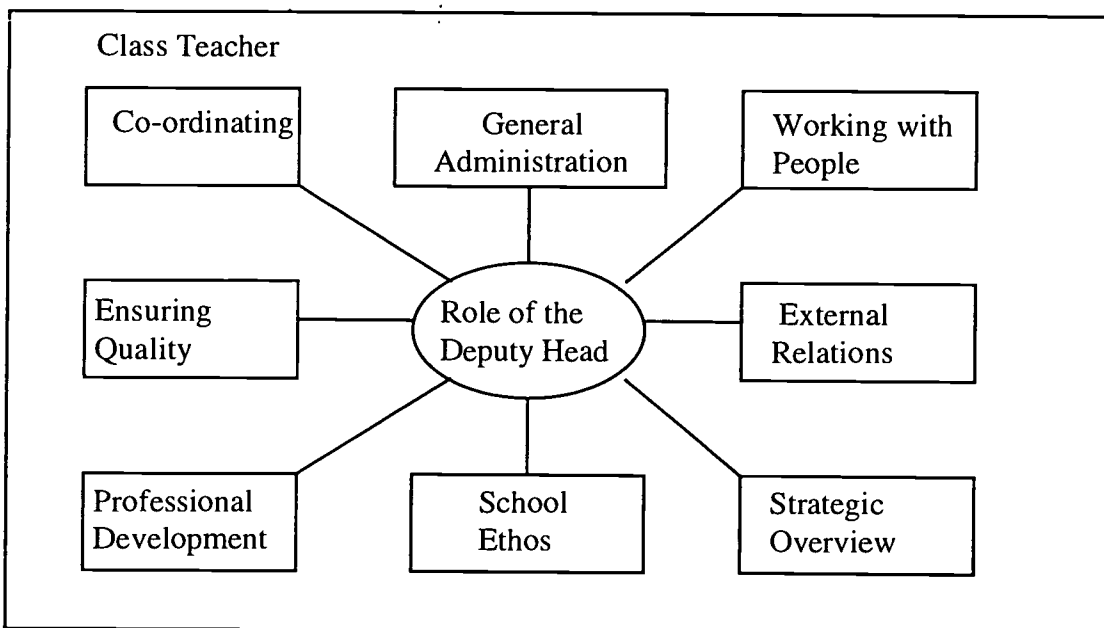 Class Teacher
Co-ordinating
General
Administration
Working with
People
Ensuring
Quality
Role of the
Deputy Head
External
Relations
Professional
Development
School
Ethos
Strategic
Overview